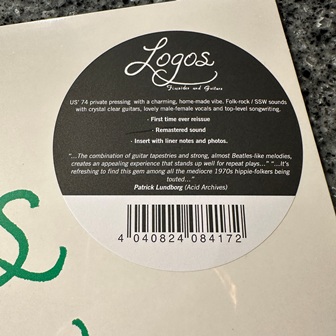 Logos
Firesides and Guitars
US' 74 private pressing with a charming, home-made vibe. Folk-rock / SSW sounds
with crystal clear guitars, lovely male-female vocals and top-level songwriting.
- First time ever reissue
- Remastered sound
- Insert with liner notes and photos.
"...The combination of guitar tapestries and strong, almost Beatles-like melodies,
creates an appealing experience that stands up well for repeat plays..." "...It's
refreshing to find this gem among all the mediocre 1970s hippie-folkers being
touted..."
Patrick Lundborg (Acid Archives)
4 040824 084172